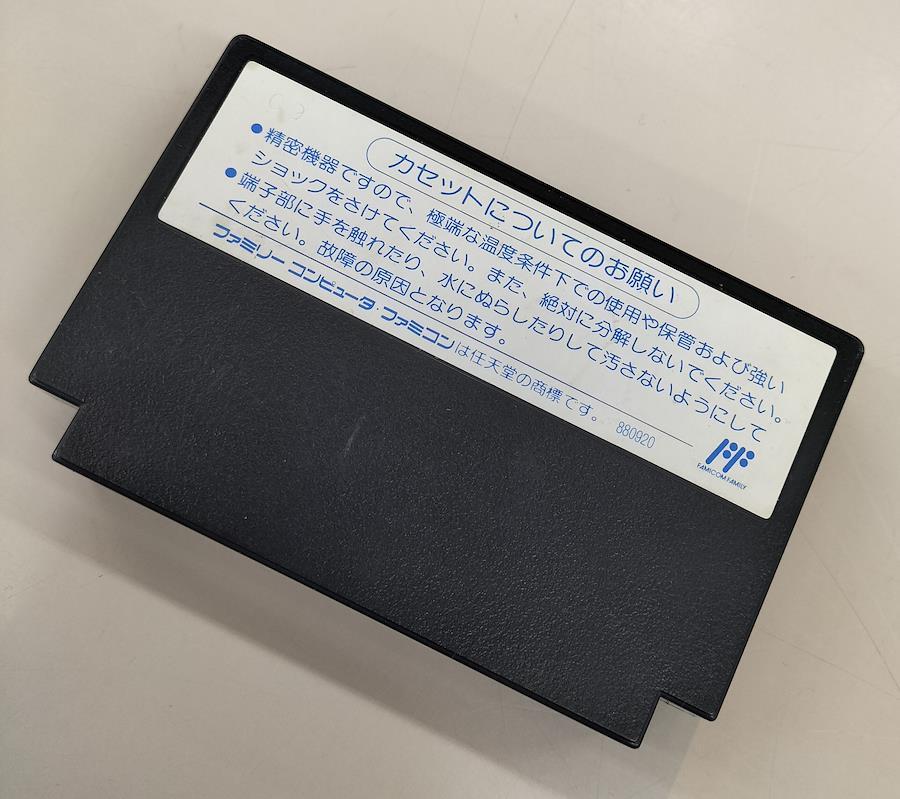 カセットについてのお願い
●精密機器ですので、極端な温度条件下での使用や保管および強い
ショックをさけてください。また、絶対に分解しないでください。
●端子部に手を触れたり、水にぬらしたりして汚さないようにして
ください。故障の原因となります。
ファミリー コンピュータ・ファミコンは任天堂の商標です。 880920
FAMICOM FAMILY